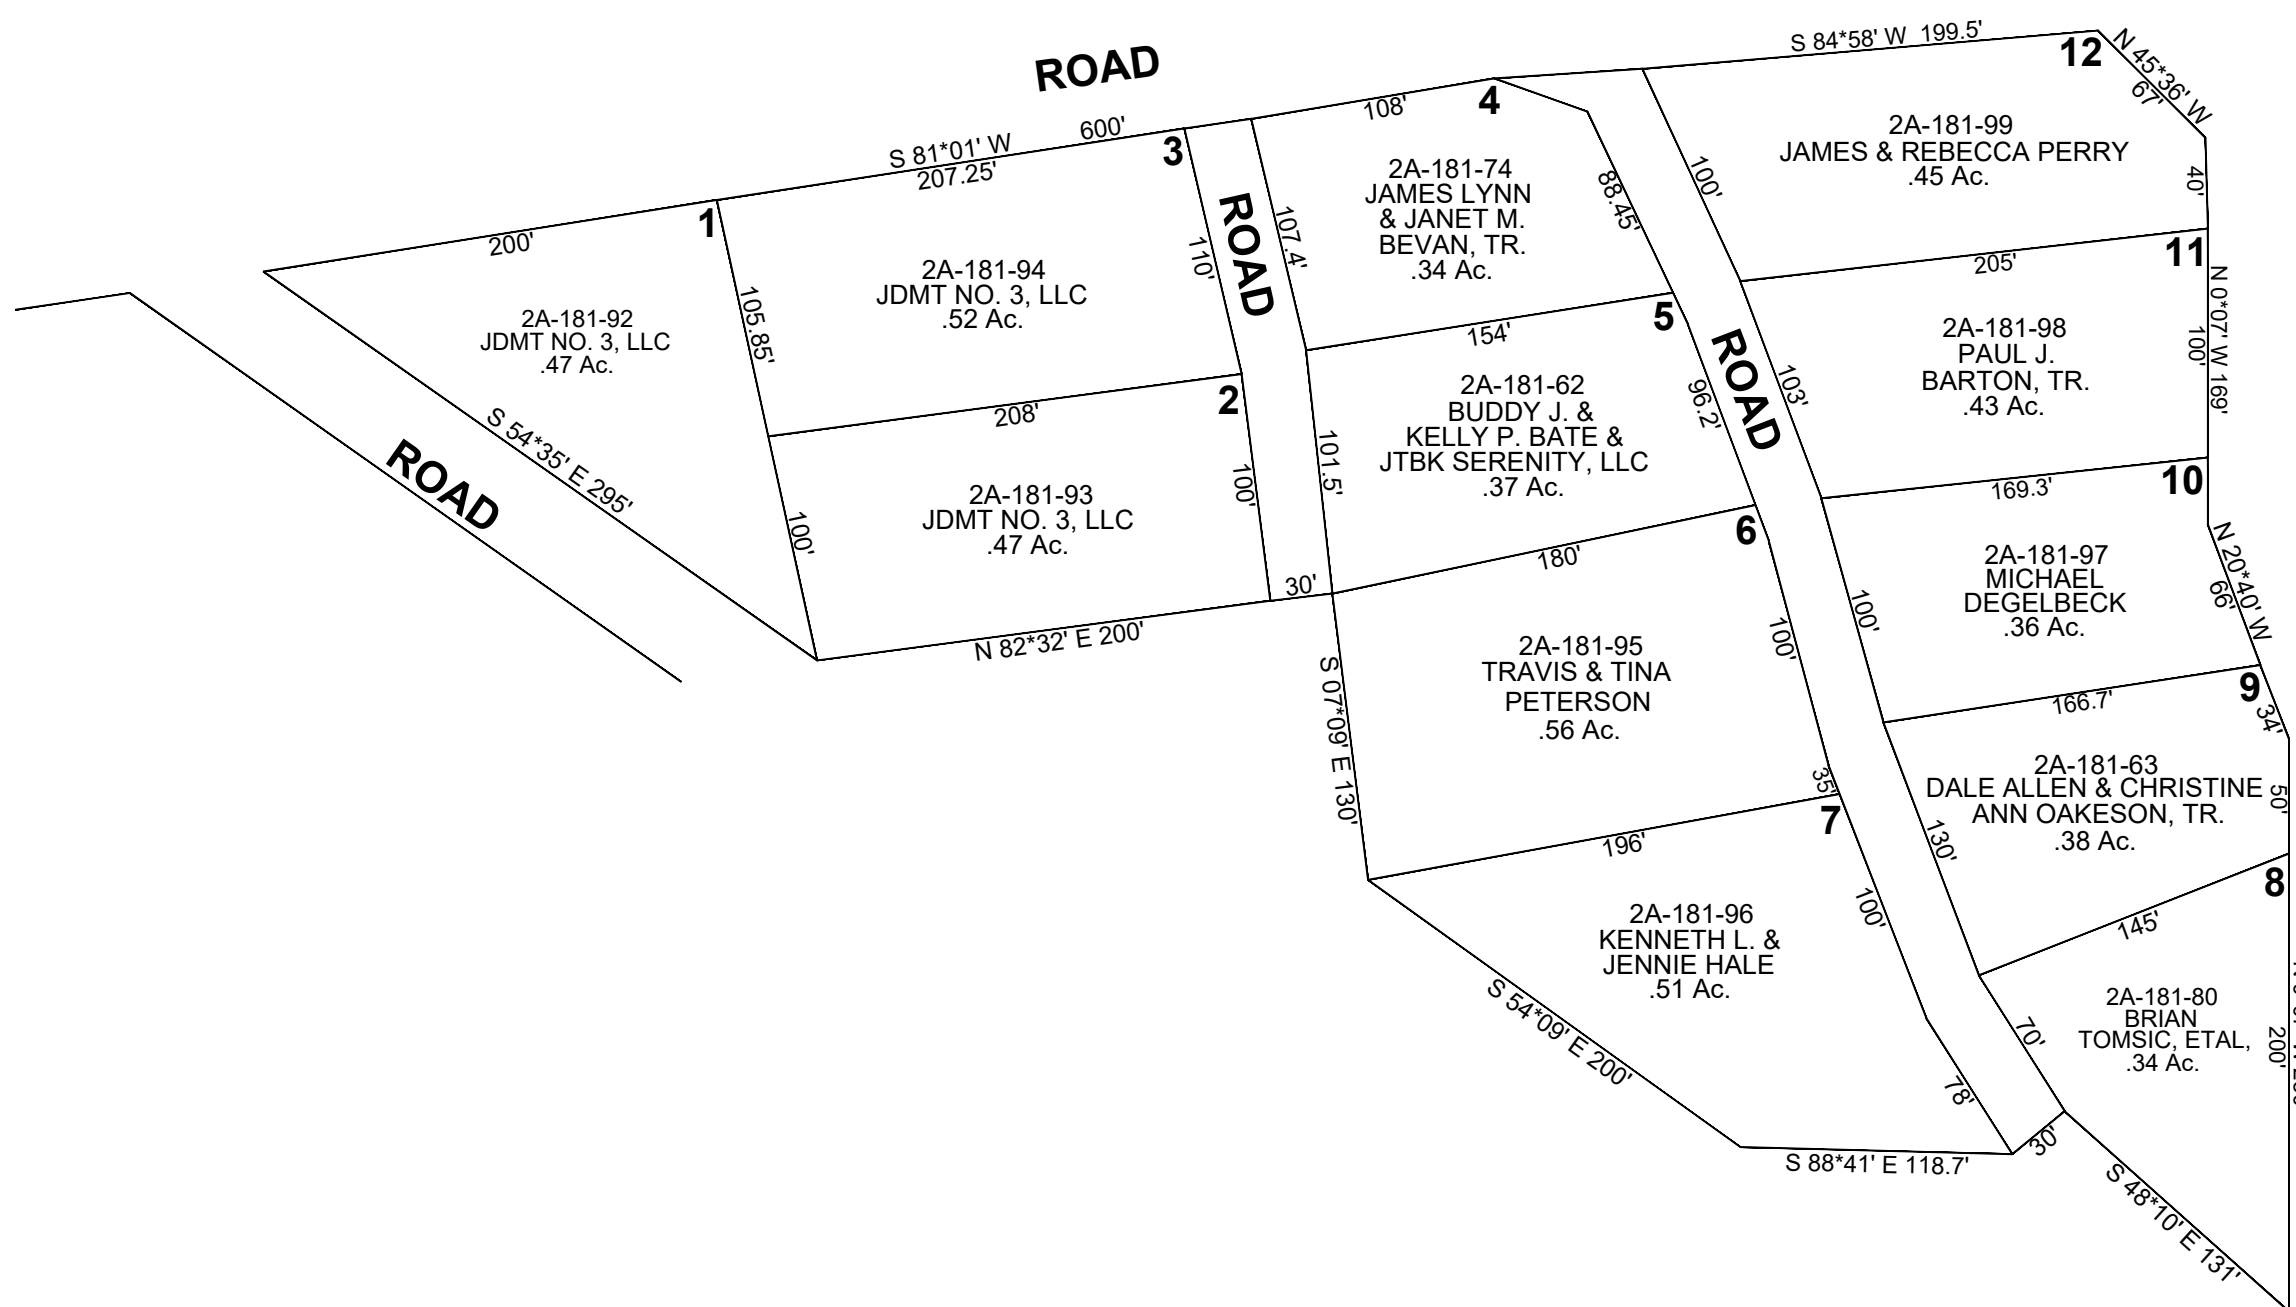 ROAD
S 81*01' W
600'
S 84*58' W 199.5'
12
N 45*36' W
67'
40'
2A-181-99
JAMES & REBECCA PERRY
.45 Ac.
100'
4
108'
2A-181-74
JAMES LYNN
& JANET M.
BEVAN, TR.
.34 Ac.
88.45'
107.4'
3
207.25'
110'
ROAD
1
200'
2A-181-94
JDMT NO. 3, LLC
.52 Ac.
105.85'
2A-181-92
JDMT NO. 3, LLC
.47 Ac.
S 54*35' E 295'
ROAD
208'
2
2A-181-93
JDMT NO. 3, LLC
.47 Ac.
100'
100'
30'
N 82*32' E 200'
5
154'
2A-181-62
BUDDY J. &
KELLY P. BATE &
JTBK SERENITY, LLC
.37 Ac.
101.5'
96.2'
ROAD
103'
11
205'
N 0*07' W 169'
100'
2A-181-98
PAUL J.
BARTON, TR.
.43 Ac.
10
169.3'
6
180'
2A-181-95
TRAVIS & TINA
PETERSON
.56 Ac.
S 07*09' E 130'
100'
35'
100'
2A-181-97
MICHAEL
DEGELBECK
.36 Ac.
N 20*40' W
66'
9
166.7'
34'
2A-181-63
DALE ALLEN & CHRISTINE
ANN OAKESON, TR.
.38 Ac.
50'
130'
7
196'
2A-181-96
KENNETH L. &
JENNIE HALE
.51 Ac.
100'
S 54*09' E 200'
78'
S 88*41' E 118.7'
30'
8
145'
2A-181-80
BRIAN
TOMSIC, ETAL,
.34 Ac.
70'
200'
S 48*10' E 131'